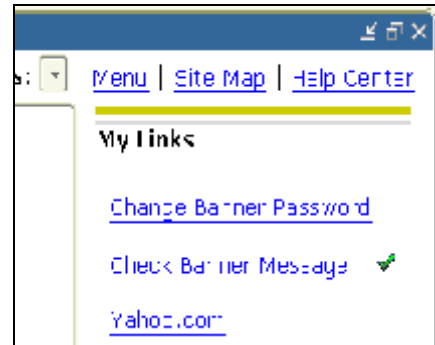 s: Menu | Site Map | Help Center
My Links
Change Banner Password
Check Banner Message
Yahoo.com